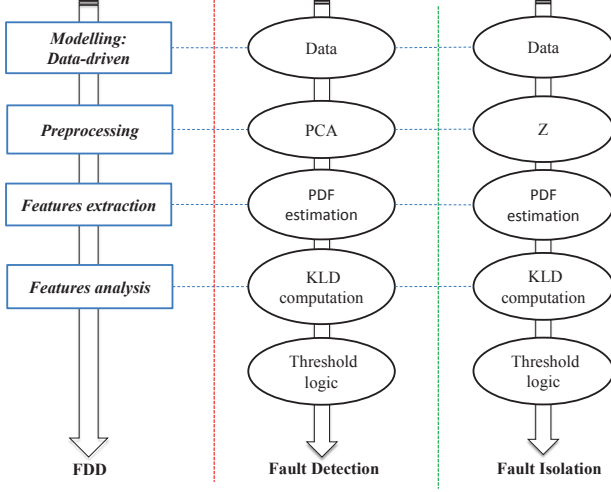 Modelling:
Data-driven
Data
Data
Preprocessing
PCA
Z
Features extraction
PDF
estimation
PDF
estimation
Features analysis
KLD
computation
KLD
computation
Threshold
logic
Threshold
logic
FDD
Fault Detection
Fault Isolation